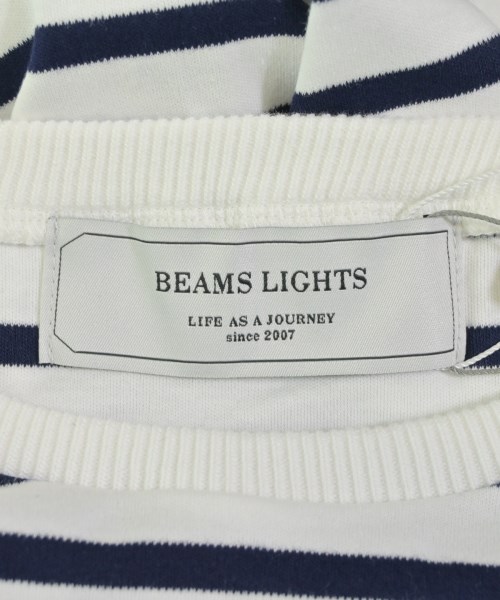 BEAMS LIGHTS
LIFE AS A JOURNEY
since 2007